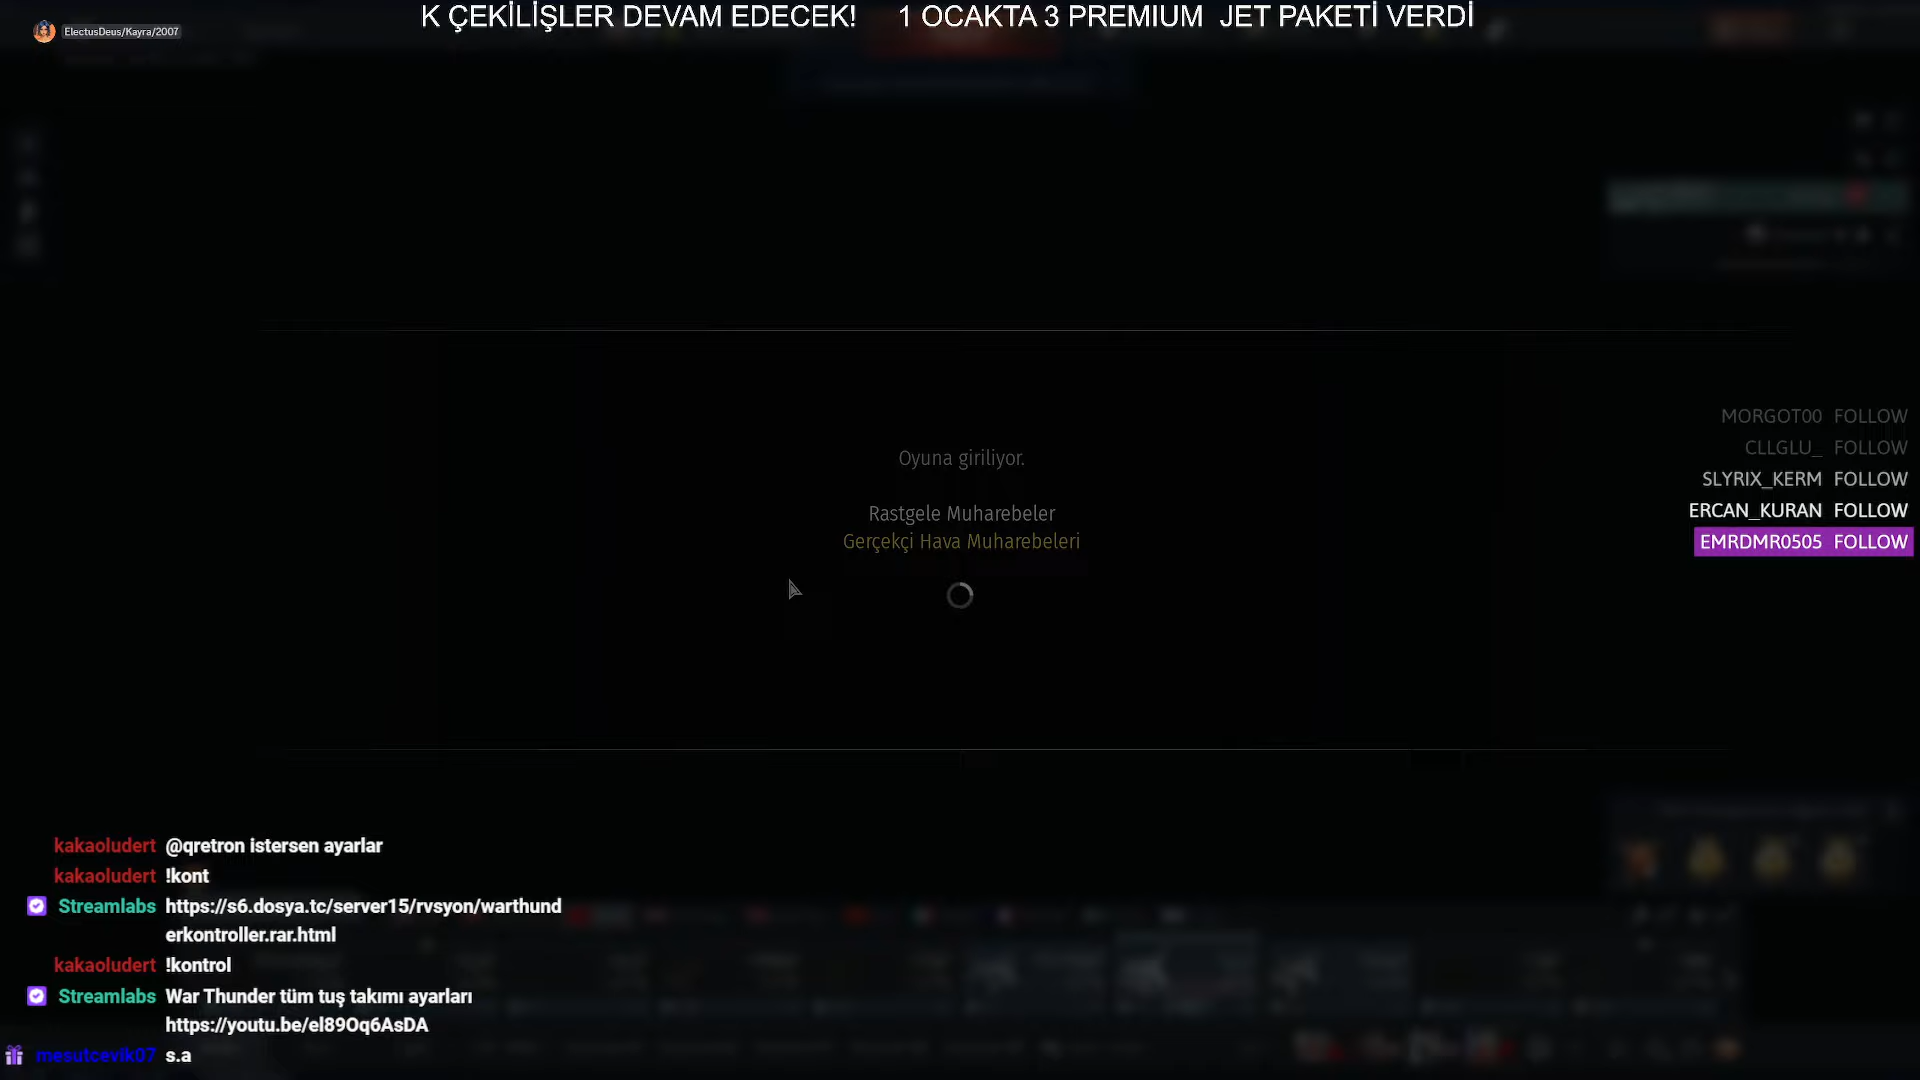 K ÇEKİLİŞLER DEVAM EDECEK! 1 OCAKTA 3 PREMIUM JET PAKETİ VERDİ
ElectusDeus/Kayra/2007
MORGOT00 FOLLOW
CLLGLU_ FOLLOW
SLYRIX_KERM FOLLOW
ERCAN_KURAN FOLLOW
EMRDMR0505 FOLLOW
Oyuna giriliyor.
Rastgele Muharebeler
Gerçekçi Hava Muharebeleri
kakaoludert @qretron istersen ayarlar
kakaoludert !kont
Streamlabs https://s6.dosya.tc/server15/rvsyon/warthund
erkontroller.rar.html
kakaoludert !kontrol
Streamlabs War Thunder tüm tuş takımı ayarları
https://youtu.be/el89Oq6AsDA
mesutcevik07 s.a